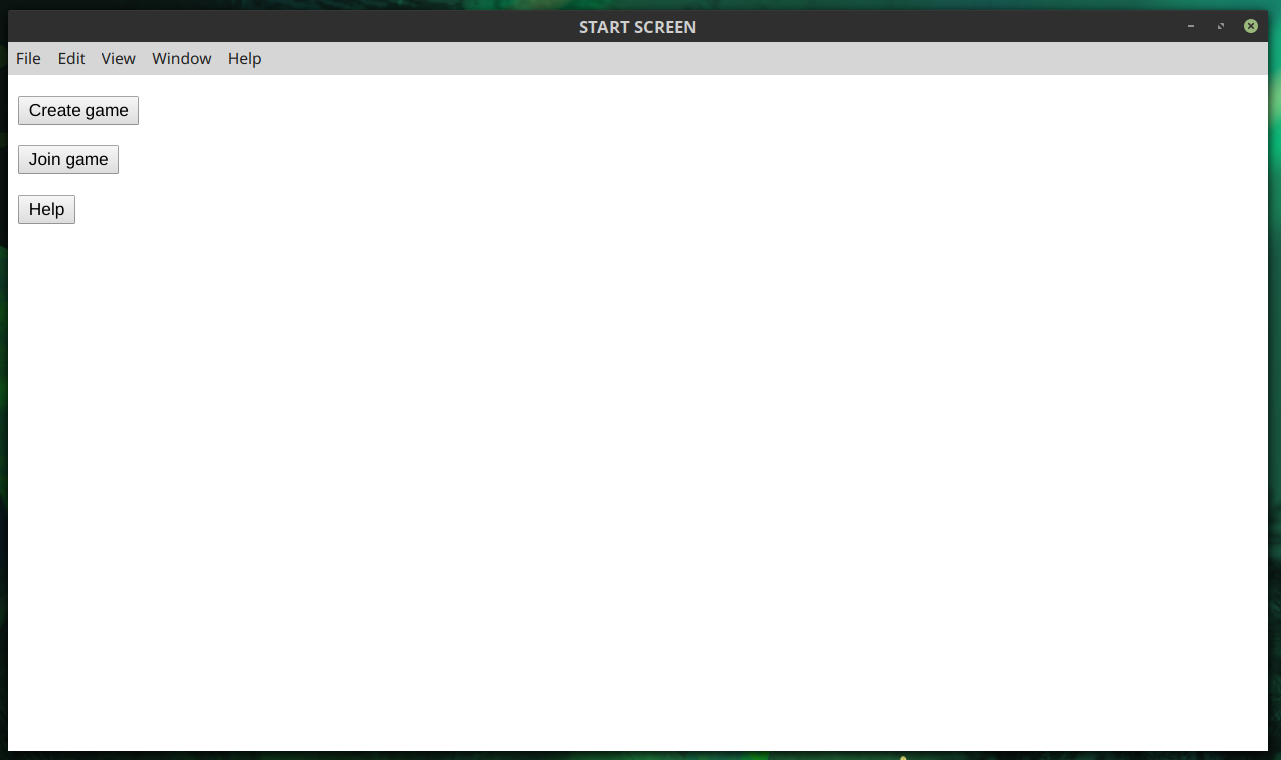 START SCREEN
File Edit View Window Help
Create game
Join game
Help